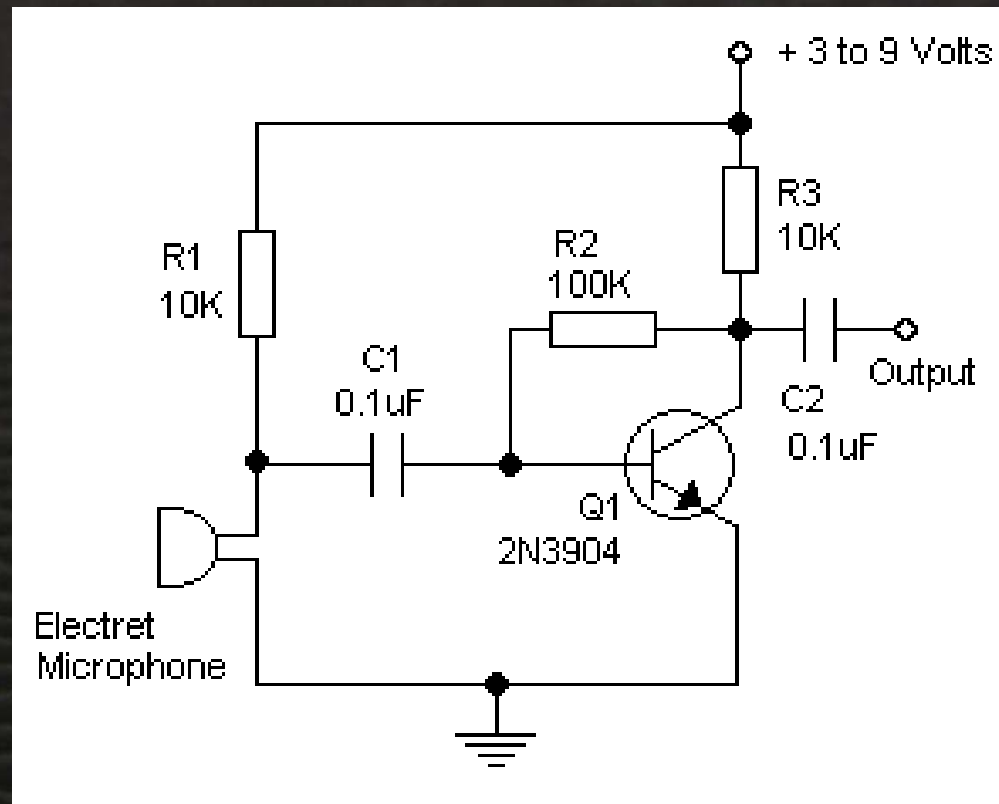 + 3 to 9 Volts
R3
10K
R2
100K
R1
10K
C1
0.1uF
Output
C2
0.1uF
Q1
2N3904
Electret
Microphone